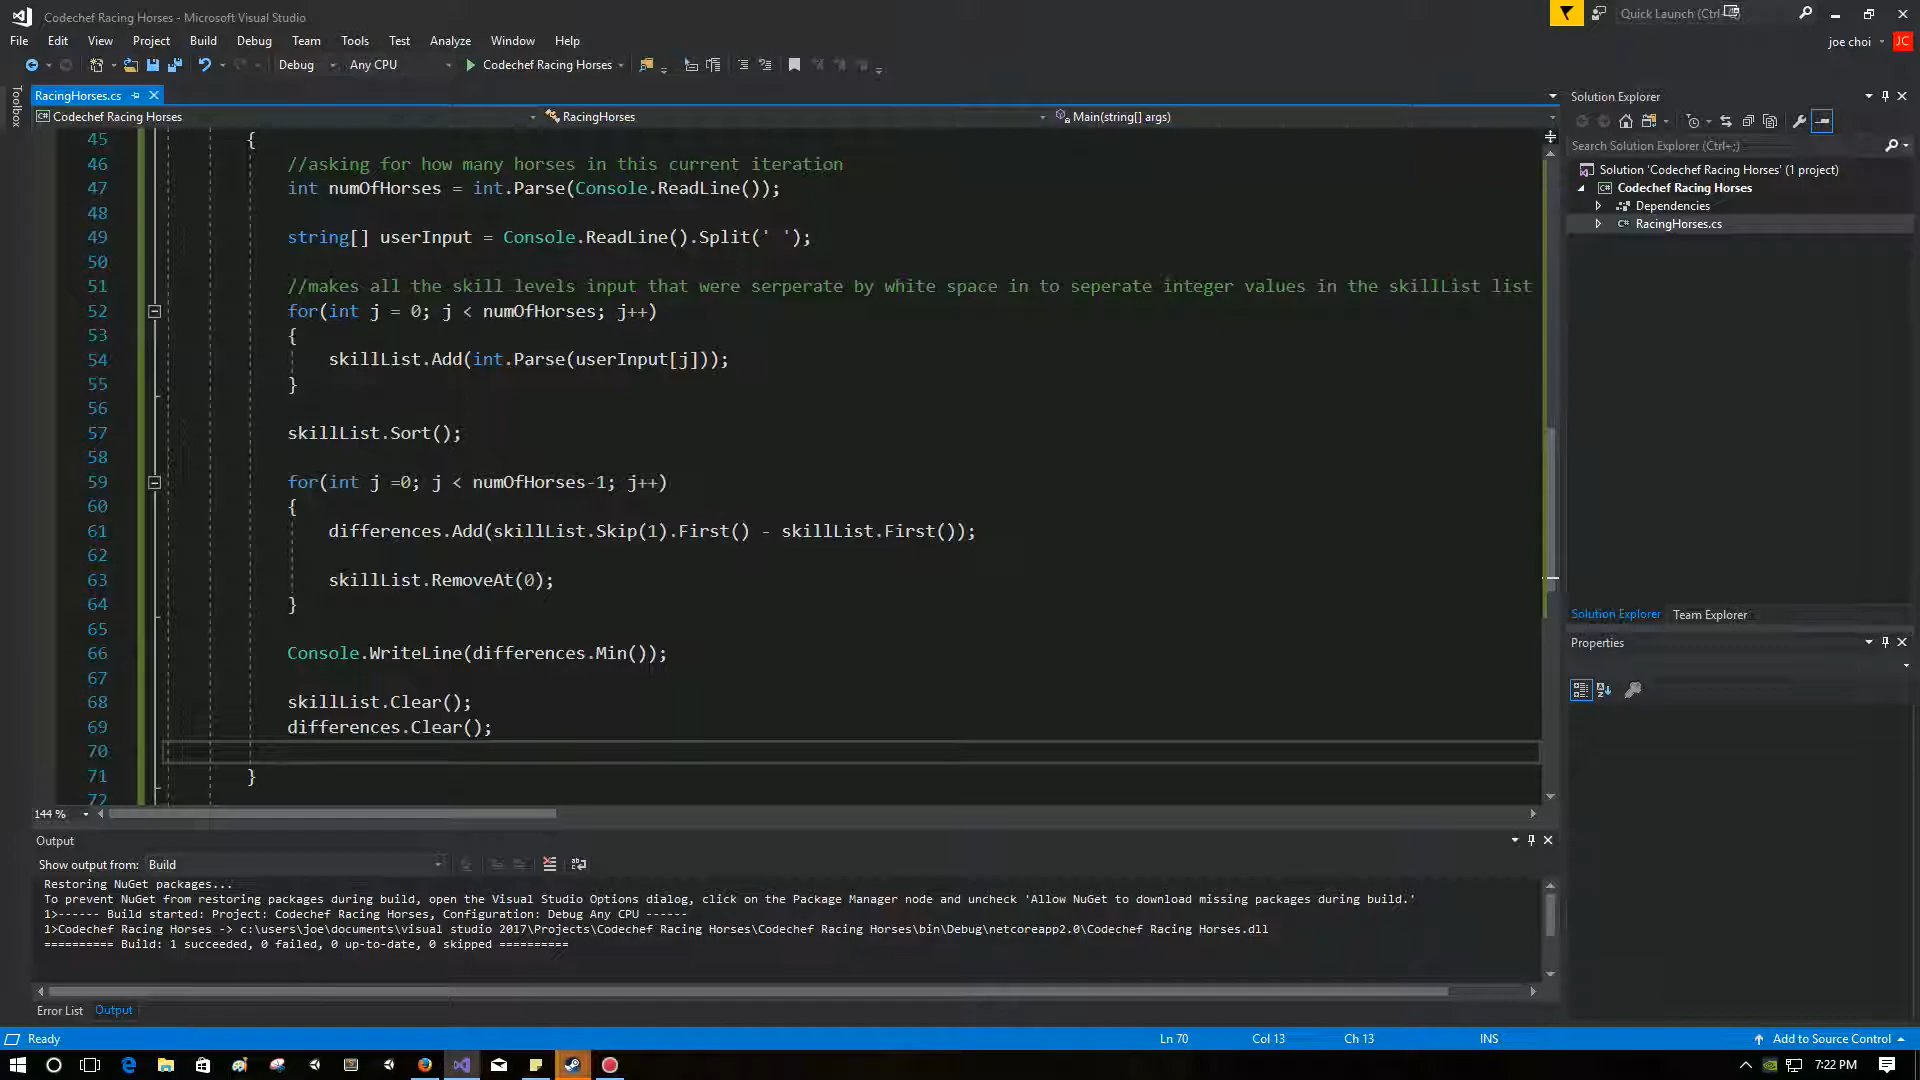 Codechef Racing Horses - Microsoft Visual Studio
Quick Launch (Ctrl+Q)
File Edit View Project Build Debug Team Tools Test Analyze Window Help
joe choi JC
Debug Any CPU Codechef Racing Horses
Toolbox
RacingHorses.cs
Codechef Racing Horses RacingHorses Main(string[] args)
45 {
46 //asking for how many horses in this current iteration
47 int numOfHorses = int.Parse(Console.ReadLine());
48
49 string[] userInput = Console.ReadLine().Split(' ');
50
51 //makes all the skill levels input that were serperate by white space in to seperate integer values in the skillList list
52 for(int j = 0; j < numOfHorses; j++)
53 {
54 skillList.Add(int.Parse(userInput[j]));
55 }
56
57 skillList.Sort();
58
59 for(int j =0; j < numOfHorses-1; j++)
60 {
61 differences.Add(skillList.Skip(1).First() - skillList.First());
62
63 skillList.RemoveAt(0);
64 }
65
66 Console.WriteLine(differences.Min());
67
68 skillList.Clear();
69 differences.Clear();
70
71 }
72
144 %
Solution Explorer
Search Solution Explorer (Ctrl+;)
Solution 'Codechef Racing Horses' (1 project)
Codechef Racing Horses
Dependencies
C# RacingHorses.cs
Solution Explorer Team Explorer
Properties
Output
Show output from: Build
Restoring NuGet packages...
To prevent NuGet from restoring packages during build, open the Visual Studio Options dialog, click on the Package Manager node and uncheck 'Allow NuGet to download missing packages during build.'
1>------ Build started: Project: Codechef Racing Horses, Configuration: Debug Any CPU ------
1>Codechef Racing Horses -> c:\users\joe\documents\visual studio 2017\Projects\Codechef Racing Horses\Codechef Racing Horses\bin\Debug\netcoreapp2.0\Codechef Racing Horses.dll
========== Build: 1 succeeded, 0 failed, 0 up-to-date, 0 skipped ==========
Error List Output
Ready Ln 70 Col 13 Ch 13 INS Add to Source Control
7:22 PM